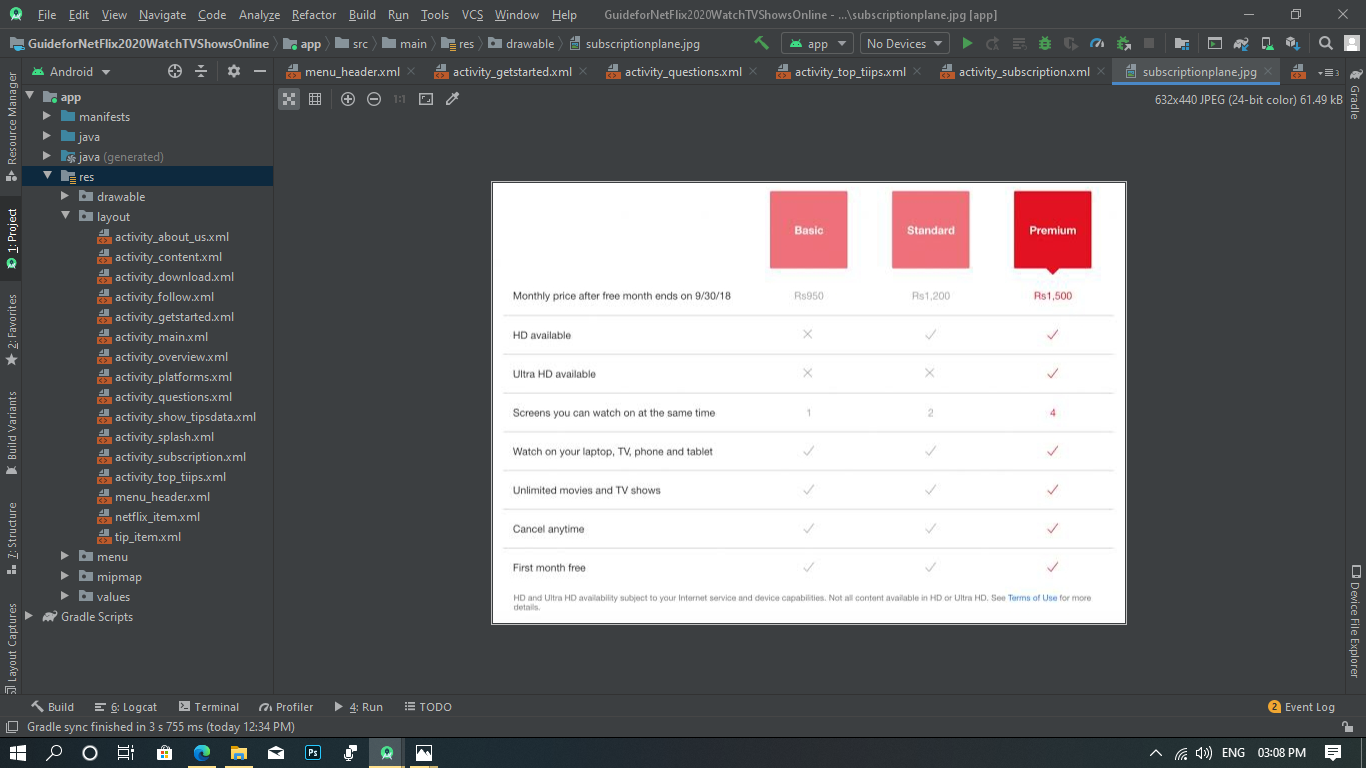 File Edit View Navigate Code Analyze Refactor Build Run Tools VCS Window Help GuideforNetFlix2020WatchTVShowsOnline - ...\subscriptionplane.jpg [app]
GuideforNetFlix2020WatchTVShowsOnline app src main res drawable subscriptionplane.jpg app No Devices
Android menu_header.xml activity_getstarted.xml activity_questions.xml activity_top_tiips.xml activity_subscription.xml subscriptionplane.jpg 3
1:1 632x440 JPEG (24-bit color) 61.49 kB
Resource Manager
1: Project
2: Favorites
Build Variants
7: Structure
Layout Captures
app
manifests
java
java (generated)
res
drawable
layout
activity_about_us.xml
activity_content.xml
activity_download.xml
activity_follow.xml
activity_getstarted.xml
activity_main.xml
activity_overview.xml
activity_platforms.xml
activity_questions.xml
activity_show_tipsdata.xml
activity_splash.xml
activity_subscription.xml
activity_top_tiips.xml
menu_header.xml
netflix_item.xml
tip_item.xml
menu
mipmap
values
Gradle Scripts
Basic Standard Premium
Monthly price after free month ends on 9/30/18 Rs950 Rs1,200 Rs1,500
HD available
Ultra HD available
Screens you can watch on at the same time 1 2 4
Watch on your laptop, TV, phone and tablet
Unlimited movies and TV shows
Cancel anytime
First month free
HD and Ultra HD availability subject to your Internet service and device capabilities. Not all content available in HD or Ultra HD. See Terms of Use for more
details.
Gradle
Device File Explorer
Build 6: Logcat Terminal Profiler 4: Run TODO 2 Event Log
Gradle sync finished in 3 s 755 ms (today 12:34 PM)
Ps ENG 03:08 PM